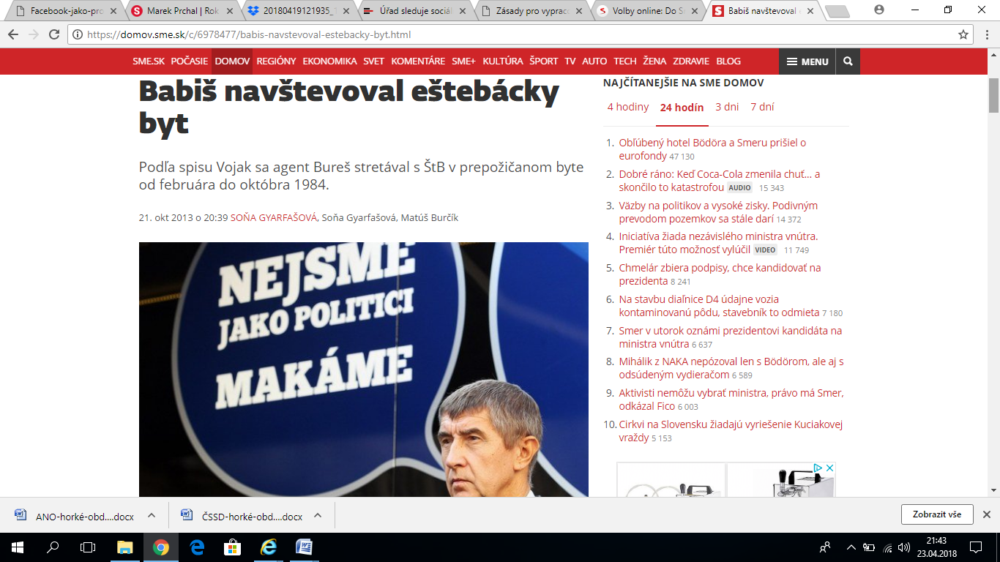 Facebook-jako-pro
Marek Prchal | Rok
20180419121935_1
Úřad sleduje sociál
Zásady pro vyprac
Volby online: Do S
Babiš navštevoval e
https://domov.sme.sk/c/6978477/babis-navstevoval-estebacky-byt.html
SME.SK POČASIE DOMOV REGIÓNY EKONOMIKA SVET KOMENTÁRE SME+ KULTÚRA ŠPORT TV AUTO TECH ŽENA ZDRAVIE BLOG MENU
Babiš navštevoval eštebácky
byt
Podľa spisu Vojak sa agent Bureš stretával s ŠtB v prepožičanom byte
od februára do októbra 1984.
21. okt 2013 o 20:39 SOŇA GYARFAŠOVÁ, Soňa Gyarfašová, Matúš Burčík
NEJSME
JAKO POLITICI
MAKÁME
NAJČÍTANEJŠIE NA SME DOMOV
4 hodiny 24 hodín 3 dni 7 dní
1. Obľúbený hotel Bödöra a Smeru prišiel o
eurofondy 47 130
2. Dobré ráno: Keď Coca-Cola zmenila chuť... a
skončilo to katastrofou AUDIO 15 343
3. Väzby na politikov a vysoké zisky. Podivným
prevodom pozemkov sa stále darí 14 372
4. Iniciatíva žiada nezávislého ministra vnútra.
Premiér túto možnosť vylúčil VIDEO 11 749
5. Chmelár zbiera podpisy, chce kandidovať na
prezidenta 8 241
6. Na stavbu diaľnice D4 údajne vozia
kontaminovanú pôdu, stavebník to odmieta 7 180
7. Smer v utorok oznámi prezidentovi kandidáta na
ministra vnútra 6 637
8. Mihálik z NAKA nepózoval len s Bödörom, ale aj s
odsúdeným vydieračom 6 589
9. Aktivisti nemôžu vybrať ministra, právo má Smer,
odkázal Fico 6 003
10. Cirkvi na Slovensku žiadajú vyriešenie Kuciakovej
vraždy 5 153
ANO-horké-obd....docx
ČSSD-horké-obd....docx
Zobrazit vše
21:43
23.04.2018